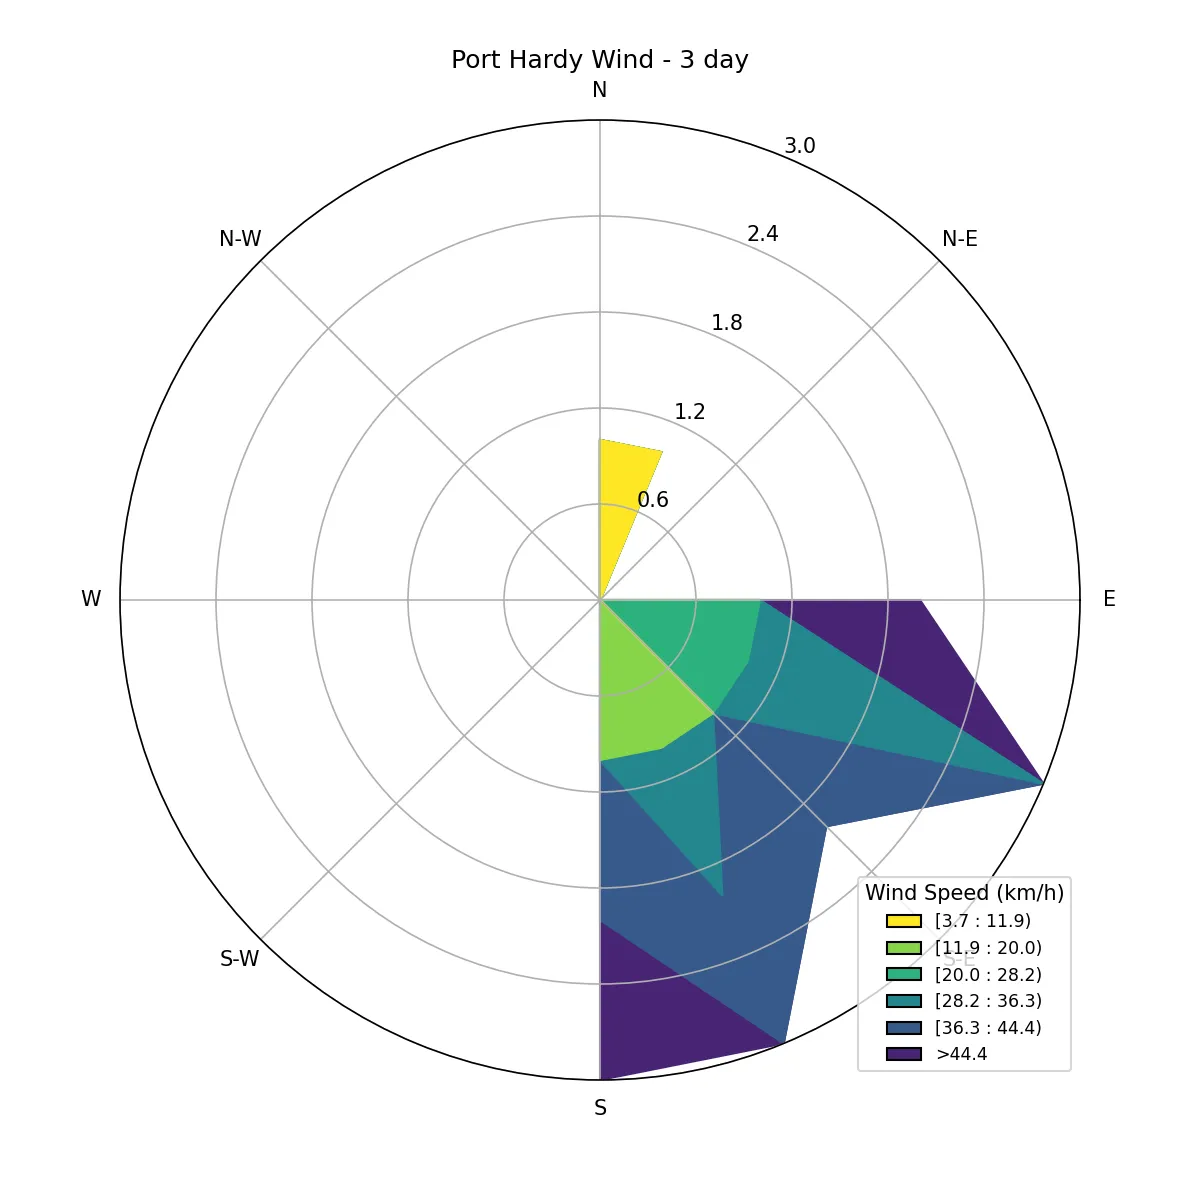 Port Hardy Wind - 3 day
N
3.0
2.4
N-W
N-E
1.8
1.2
0.6
W
E
Wind Speed (km/h)
[3.7 : 11.9)
[11.9 : 20.0)
S-W
S-E
[20.0 : 28.2)
[28.2 : 36.3)
[36.3 : 44.4)
>44.4
S